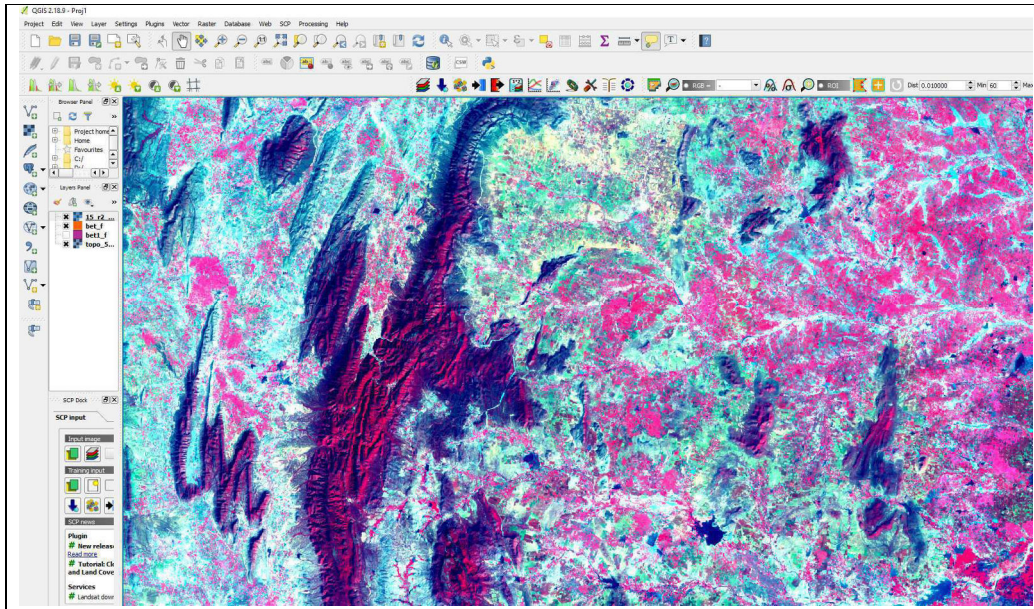 QGIS 2.18.9 - Proj1
Project Edit View Layer Settings Plugins Vector Raster Database Web SCP Processing Help
RGB = - ROI Dist 0.010000 Min 60 Max
Browser Panel
Project home
Home
Favourites
C:/
Layers Panel
15_r2_...
bet_f
bet1_f
topo_5...
SCP Dock
SCP input
Input image
Training input
SCP news
Plugin
# New releas
Read more
# Tutorial: Cl
and Land Cove
Services
# Landsat dow